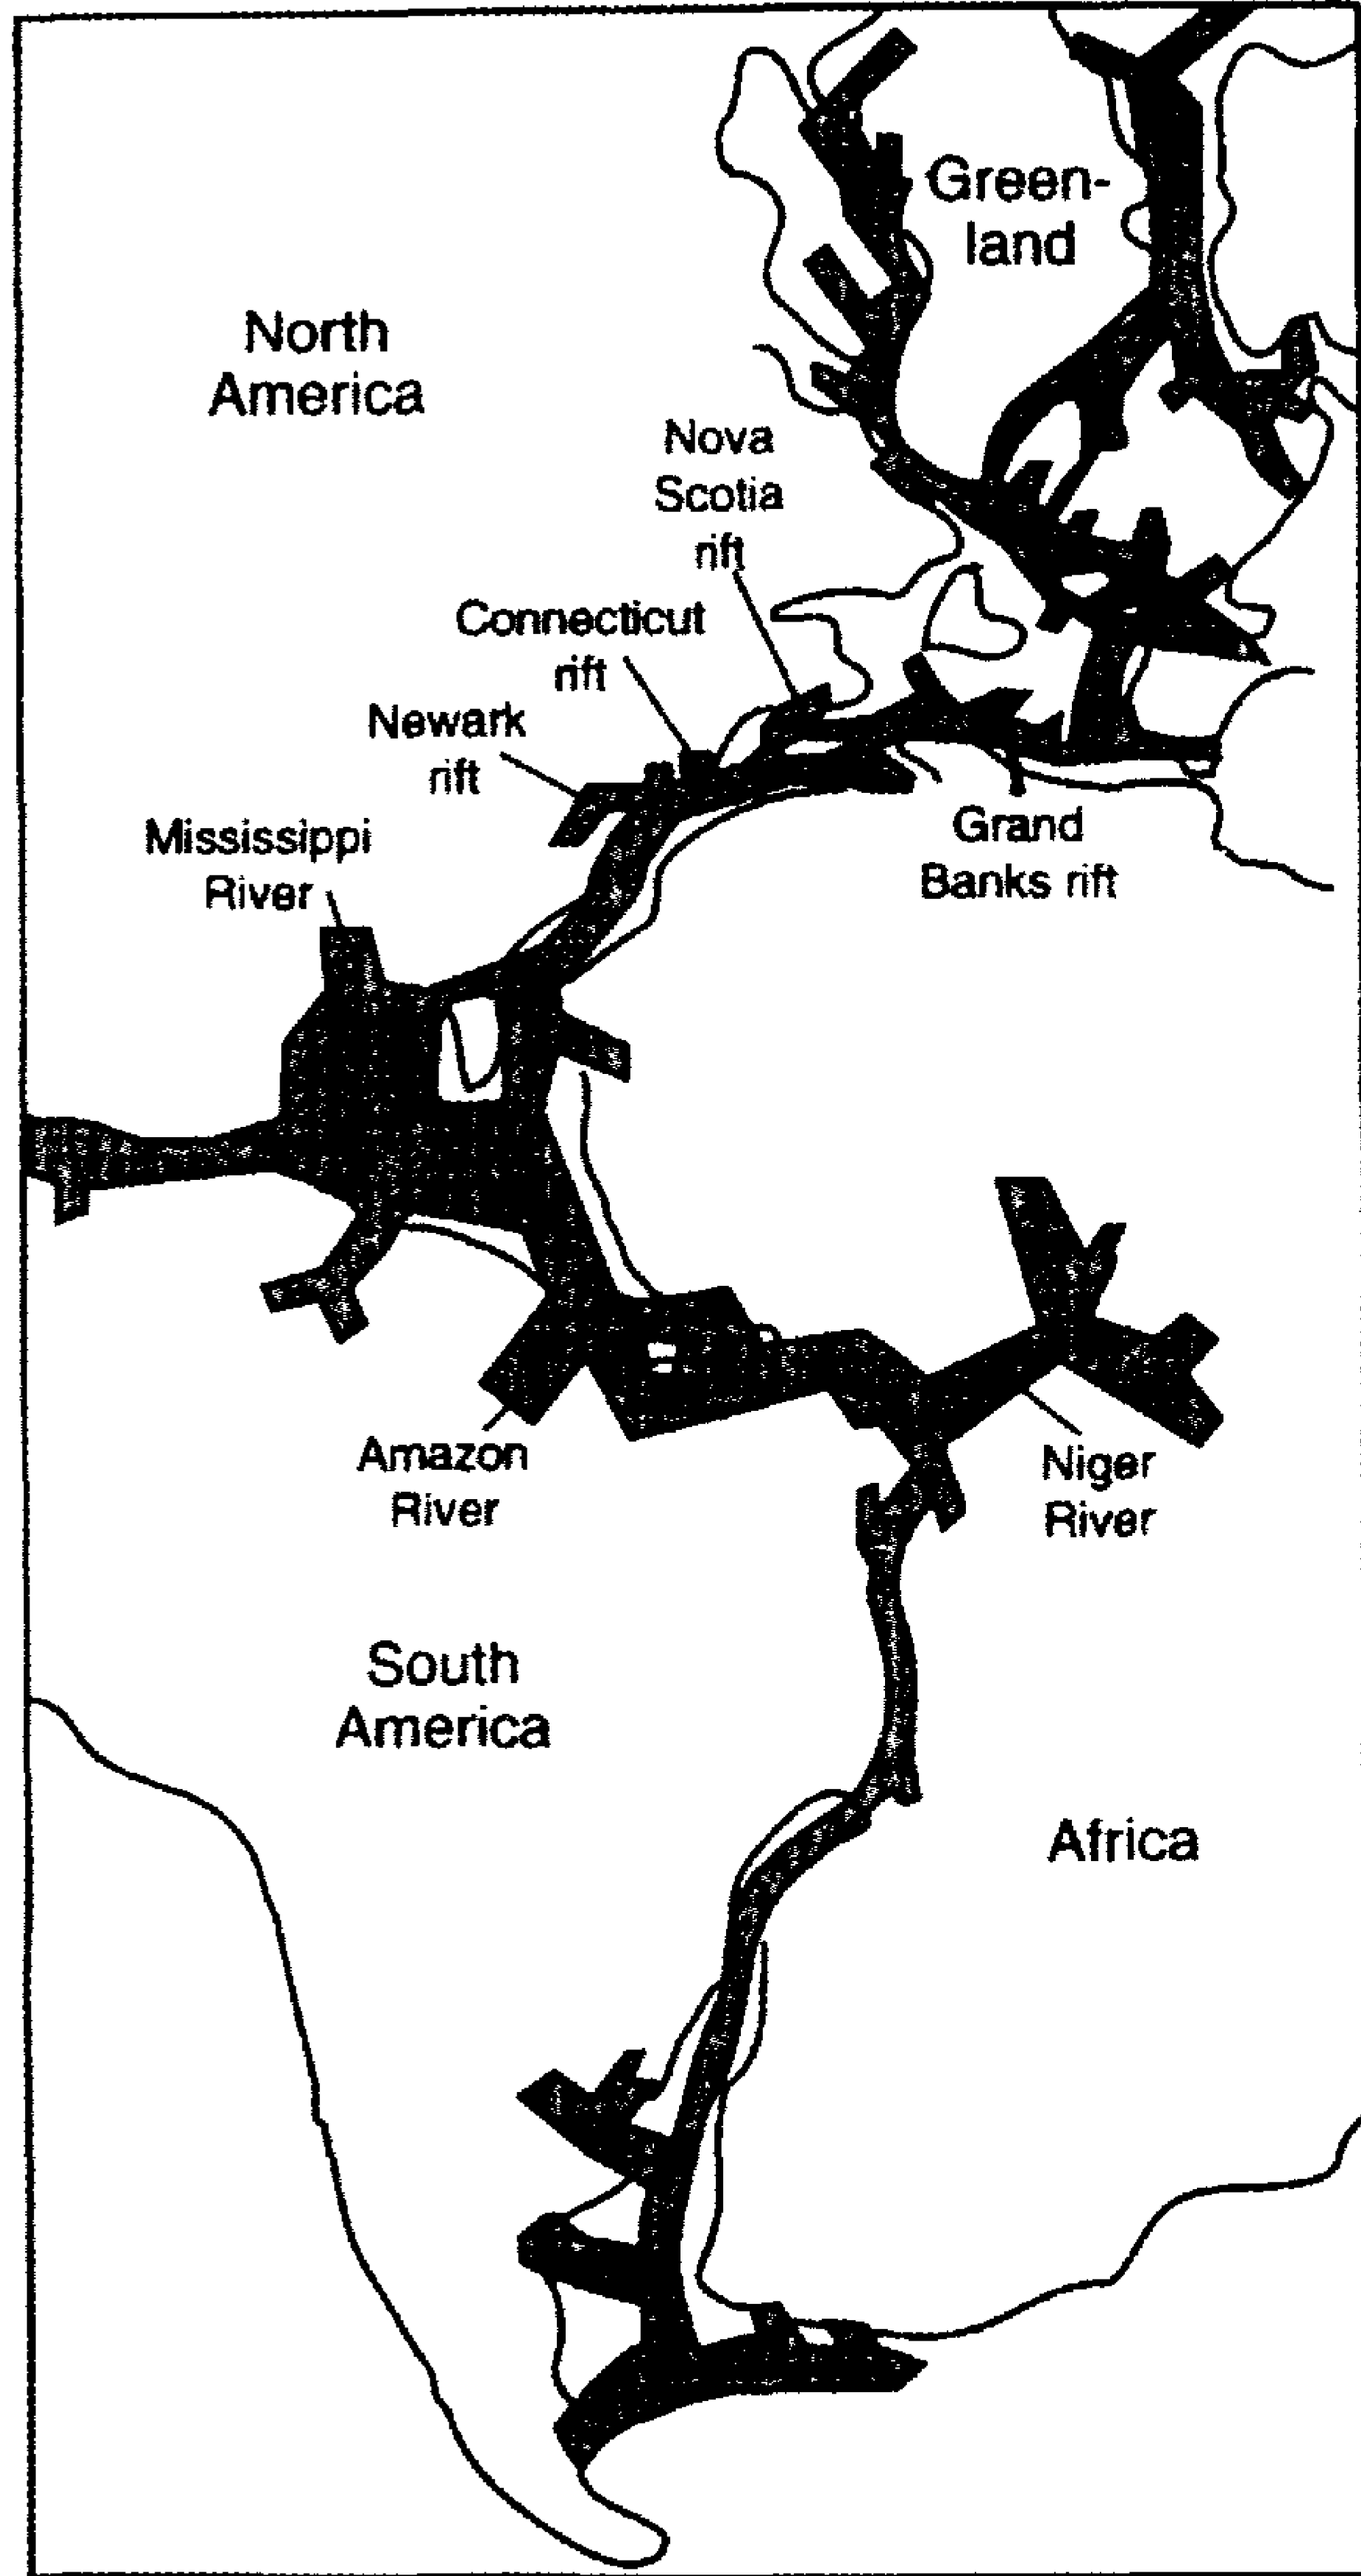 Green-
land
North
America
Nova
Scotia
rift
Connecticut
rift
Newark
rift
Mississippi
River
Grand
Banks rift
Amazon
River
Niger
River
South
America
Africa